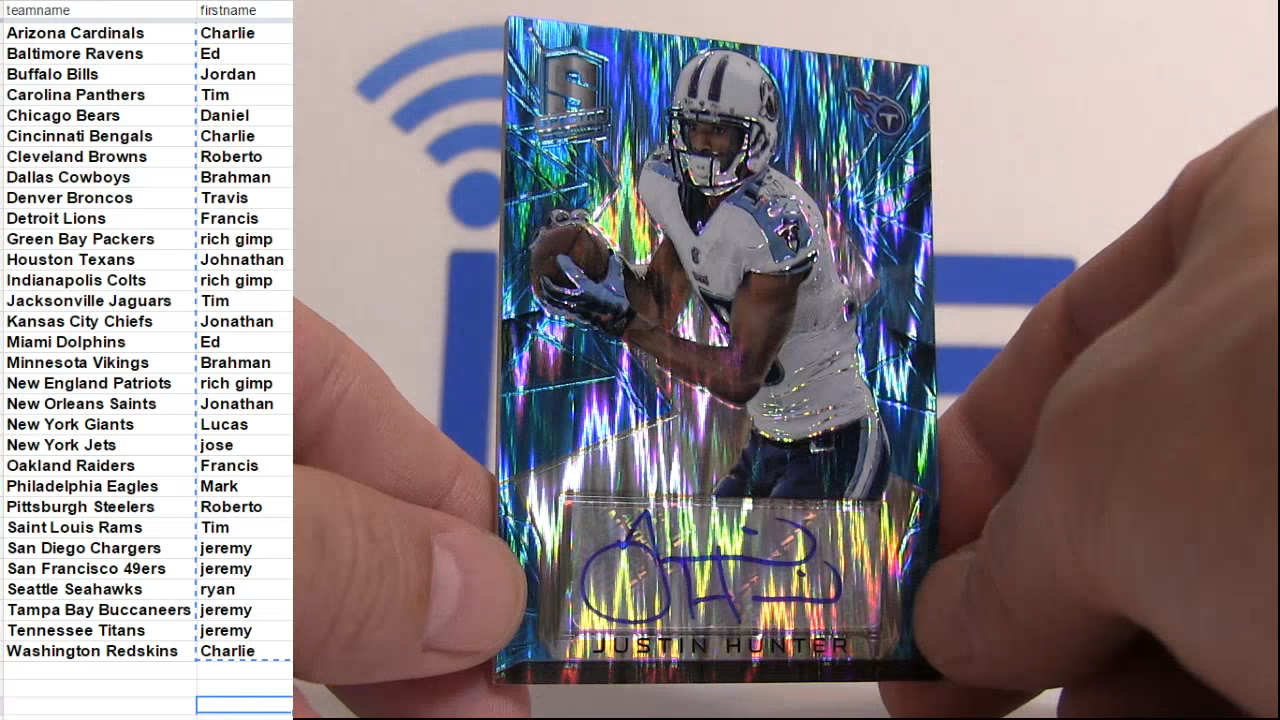 teamname firstname
Arizona Cardinals Charlie
Baltimore Ravens Ed
Buffalo Bills Jordan
Carolina Panthers Tim
Chicago Bears Daniel
Cincinnati Bengals Charlie
Cleveland Browns Roberto
Dallas Cowboys Brahman
Denver Broncos Travis
Detroit Lions Francis
Green Bay Packers rich gimp
Houston Texans Johnathan
Indianapolis Colts rich gimp
Jacksonville Jaguars Tim
Kansas City Chiefs Jonathan
Miami Dolphins Ed
Minnesota Vikings Brahman
New England Patriots rich gimp
New Orleans Saints Jonathan
New York Giants Lucas
New York Jets jose
Oakland Raiders Francis
Philadelphia Eagles Mark
Pittsburgh Steelers Roberto
Saint Louis Rams Tim
San Diego Chargers jeremy
San Francisco 49ers jeremy
Seattle Seahawks ryan
Tampa Bay Buccaneers jeremy
Tennessee Titans jeremy
Washington Redskins Charlie
S
T
JUSTIN HUNTER